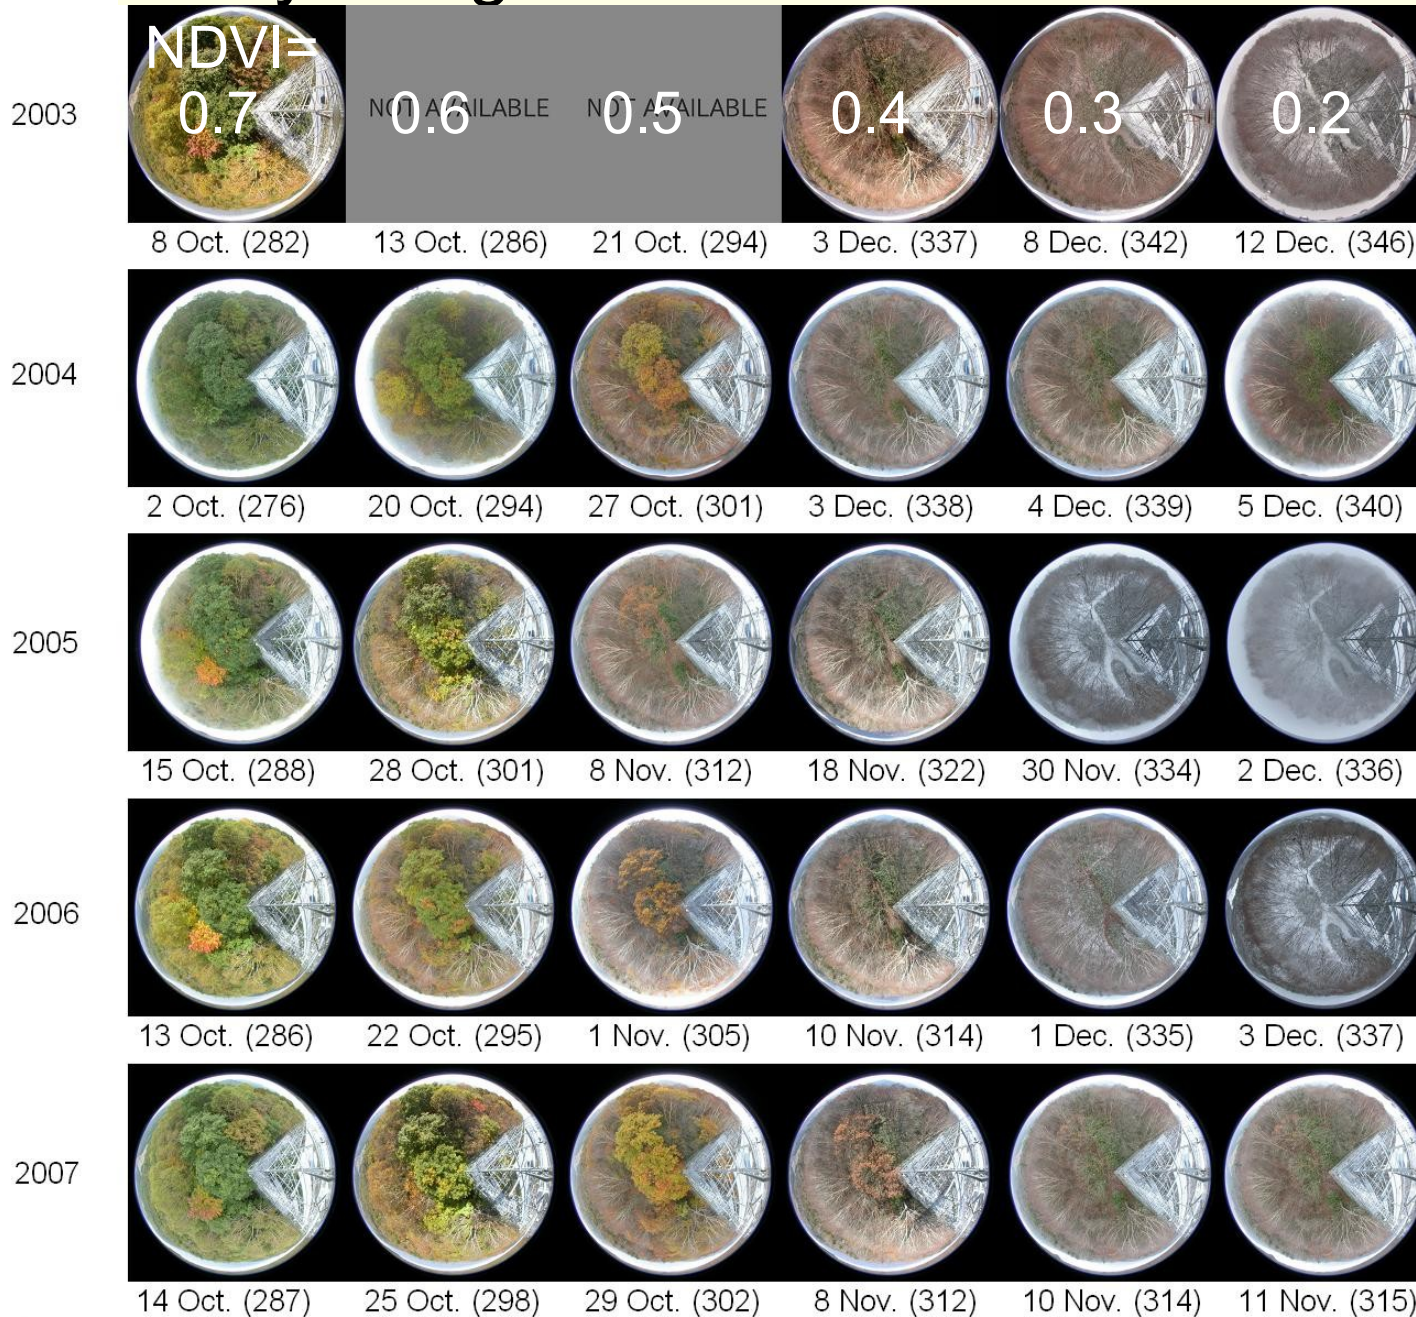 NDVI=
2003 0.7 NOT AVAILABLE 0.6 NOT AVAILABLE 0.5 0.4 0.3 0.2
8 Oct. (282) 13 Oct. (286) 21 Oct. (294) 3 Dec. (337) 8 Dec. (342) 12 Dec. (346)
2004
2 Oct. (276) 20 Oct. (294) 27 Oct. (301) 3 Dec. (338) 4 Dec. (339) 5 Dec. (340)
2005
15 Oct. (288) 28 Oct. (301) 8 Nov. (312) 18 Nov. (322) 30 Nov. (334) 2 Dec. (336)
2006
13 Oct. (286) 22 Oct. (295) 1 Nov. (305) 10 Nov. (314) 1 Dec. (335) 3 Dec. (337)
2007
14 Oct. (287) 25 Oct. (298) 29 Oct. (302) 8 Nov. (312) 10 Nov. (314) 11 Nov. (315)